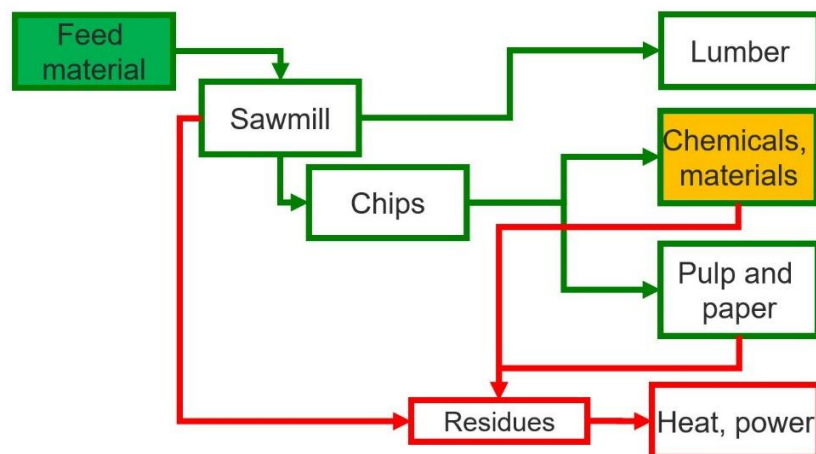 Feed
material
Lumber
Sawmill
Chemicals,
materials
Chips
Pulp and
paper
Residues
Heat, power